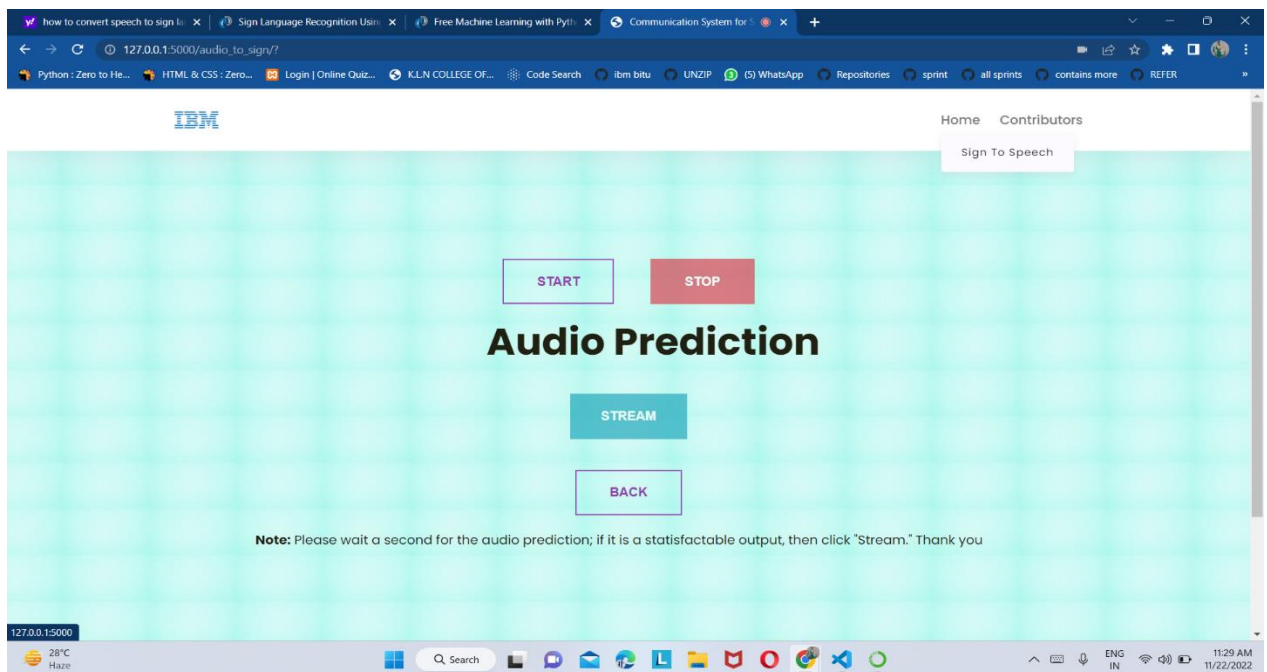 how to convert speech to sign la
Sign Language Recognition Usin
Free Machine Learning with Pyth
Communication System for S
127.0.0.1:5000/audio_to_sign/?
Python : Zero to He... HTML & CSS : Zero... Login | Online Quiz... K.L.N COLLEGE OF... Code Search ibm bitu UNZIP (5) WhatsApp Repositories sprint all sprints contains more REFER »
IBM
Home Contributors
Sign To Speech
START STOP
Audio Prediction
STREAM
BACK
Note: Please wait a second for the audio prediction; if it is a statisfactable output, then click "Stream." Thank you
127.0.0.1:5000
28°C
Haze
Search
ENG
IN
11:29 AM
11/22/2022